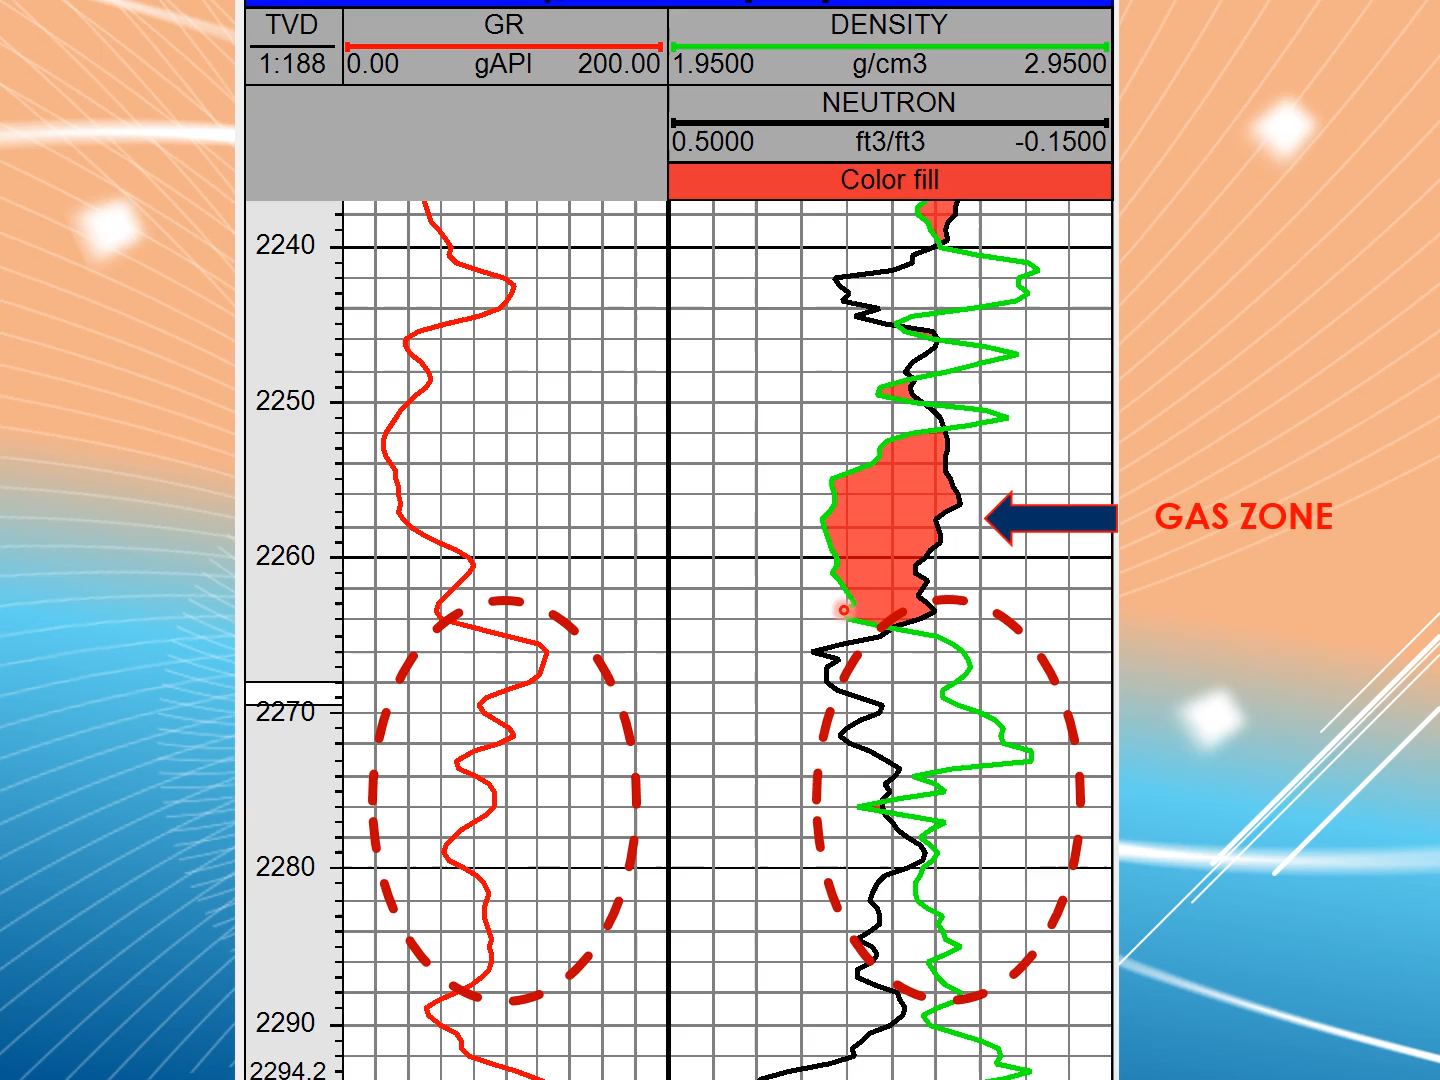 TVD GR DENSITY
1:188 0.00 gAPI 200.00 1.9500 g/cm3 2.9500
NEUTRON
0.5000 ft3/ft3 -0.1500
Color fill
2240
2250
GAS ZONE
2260
2270
2280
2290
2294.2